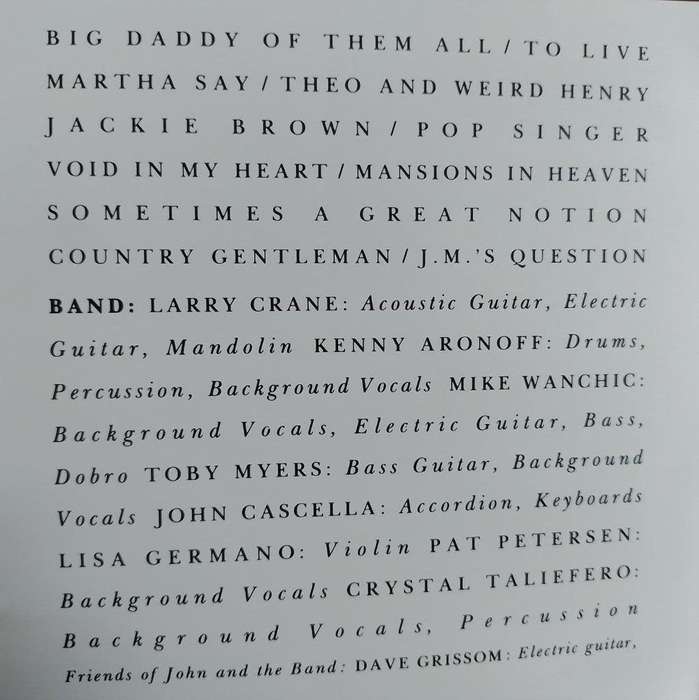 BIG DADDY OF THEM ALL / TO LIVE
MARTHA SAY / THEO AND WEIRD HENRY
JACKIE BROWN / POP SINGER
VOID IN MY HEART / MANSIONS IN HEAVEN
SOMETIMES A GREAT NOTION
COUNTRY GENTLEMAN / J.M.'S QUESTION
BAND: LARRY CRANE: Acoustic Guitar, Electric
Guitar, Mandolin KENNY ARONOFF: Drums,
Percussion, Background Vocals MIKE WANCHIC:
Background Vocals, Electric Guitar, Bass,
Dobro TOBY MYERS: Bass Guitar, Background
Vocals JOHN CASCELLA: Accordion, Keyboards
LISA GERMANO: Violin PAT PETERSEN:
Background Vocals CRYSTAL TALIEFERO:
Background Vocals, Percussion
Friends of John and the Band: DAVE GRISSOM: Electric guitar,